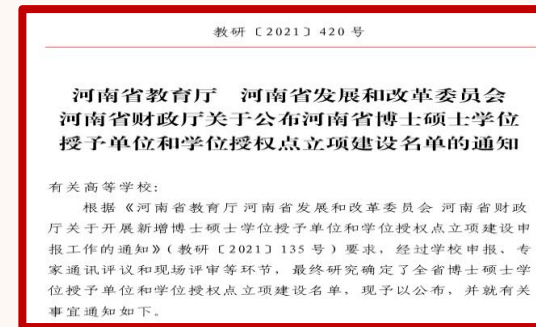 教研〔2021〕420 号
河南省教育厅 河南省发展和改革委员会
河南省财政厅关于公布河南省博士硕士学位
授予单位和学位授权点立项建设名单的通知
有关高等学校:
根据《河南省教育厅 河南省发展和改革委员会 河南省财政
厅关于开展新增博士硕士学位授予单位和学位授权点立项建设申
报工作的通知》(教研〔2021〕135 号)要求，经过学校申报、专
家通讯评议和现场评审等环节，最终研究确定了全省博士硕士学
位授予单位和学位授权点立项建设名单，现予以公布，并就有关
事宜通知如下。